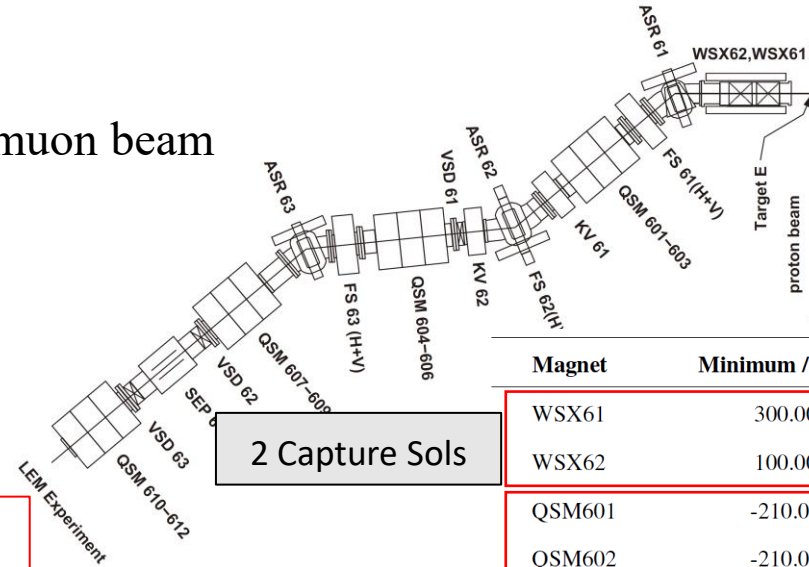 muon beam
ASR 61
WSX62,WSX61
FS 61(H+V)
Target E
proton beam
QSM 601-603
KV 61
ASR 62
FS 62(H
VSD 61
KV 62
QSM 604-606
ASR 63
FS 63 (H+V)
QSM 607-609
VSD 62
SEP
VSD 63
QSM 610-612
LEM Experiment
2 Capture Sols
Magnet Minimum /
WSX61 300.00
WSX62 100.00
QSM601 -210.0
QSM602 -210.0